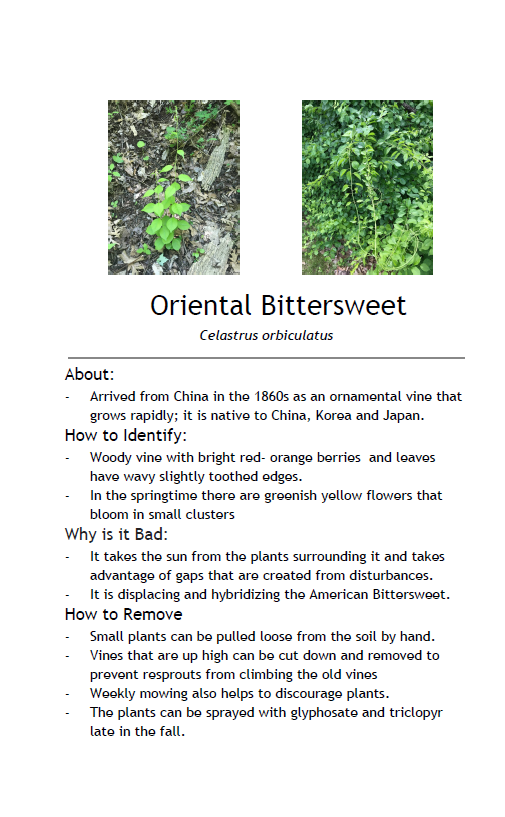 Oriental Bittersweet
Celastrus orbiculatus
About:
- Arrived from China in the 1860s as an ornamental vine that
grows rapidly; it is native to China, Korea and Japan.
How to Identify:
- Woody vine with bright red- orange berries  and leaves
have wavy slightly toothed edges.
- In the springtime there are greenish yellow flowers that
bloom in small clusters
Why is it Bad:
- It takes the sun from the plants surrounding it and takes
advantage of gaps that are created from disturbances.
- It is displacing and hybridizing the American Bittersweet.
How to Remove
- Small plants can be pulled loose from the soil by hand.
- Vines that are up high can be cut down and removed to
prevent resprouts from climbing the old vines
- Weekly mowing also helps to discourage plants.
- The plants can be sprayed with glyphosate and triclopyr
late in the fall.